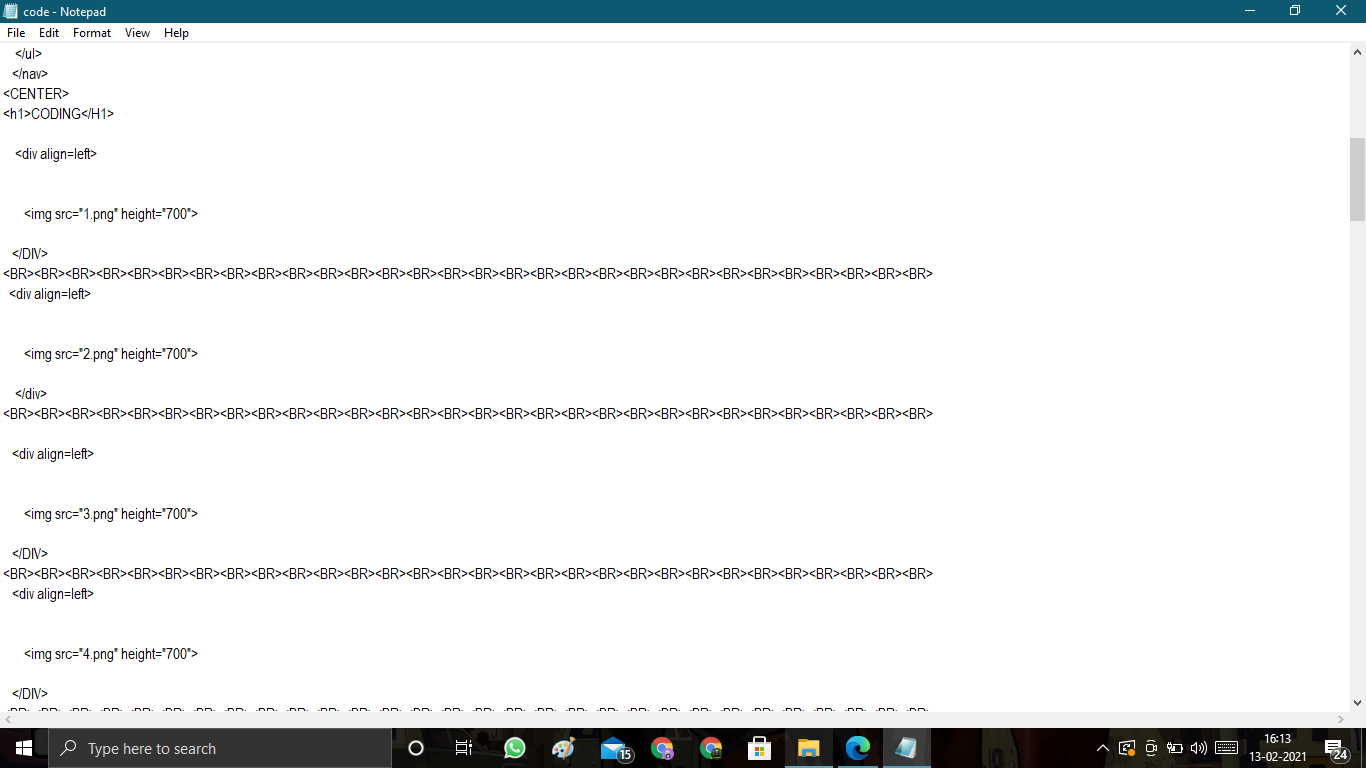 code - Notepad
File Edit Format View Help
</ul>
</nav>
<CENTER>
<h1>CODING</H1>
<div align=left>
<img src="1.png" height="700">
</DIV>
<BR><BR><BR><BR><BR><BR><BR><BR><BR><BR><BR><BR><BR><BR><BR><BR><BR><BR><BR><BR><BR><BR><BR><BR><BR><BR><BR><BR><BR><BR>
<div align=left>
<img src="2.png" height="700">
</div>
<BR><BR><BR><BR><BR><BR><BR><BR><BR><BR><BR><BR><BR><BR><BR><BR><BR><BR><BR><BR><BR><BR><BR><BR><BR><BR><BR><BR><BR><BR>
<div align=left>
<img src="3.png" height="700">
</DIV>
<BR><BR><BR><BR><BR><BR><BR><BR><BR><BR><BR><BR><BR><BR><BR><BR><BR><BR><BR><BR><BR><BR><BR><BR><BR><BR><BR><BR><BR><BR>
<div align=left>
<img src="4.png" height="700">
</DIV>
Type here to search
15
16:13
13-02-2021
24